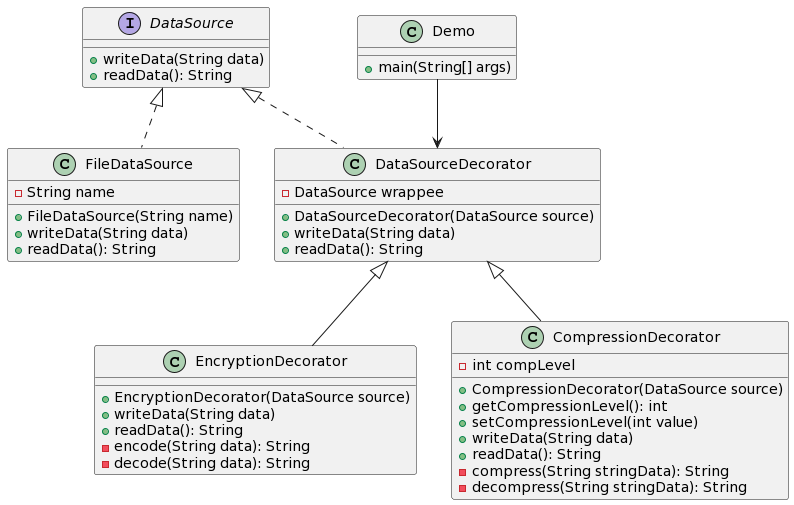 I DataSource
writeData(String data)
readData(): String
C Demo
main(String[] args)
C FileDataSource
String name
FileDataSource(String name)
writeData(String data)
readData(): String
C DataSourceDecorator
DataSource wrappee
DataSourceDecorator(DataSource source)
writeData(String data)
readData(): String
C EncryptionDecorator
EncryptionDecorator(DataSource source)
writeData(String data)
readData(): String
encode(String data): String
decode(String data): String
C CompressionDecorator
int compLevel
CompressionDecorator(DataSource source)
getCompressionLevel(): int
setCompressionLevel(int value)
writeData(String data)
readData(): String
compress(String stringData): String
decompress(String stringData): String